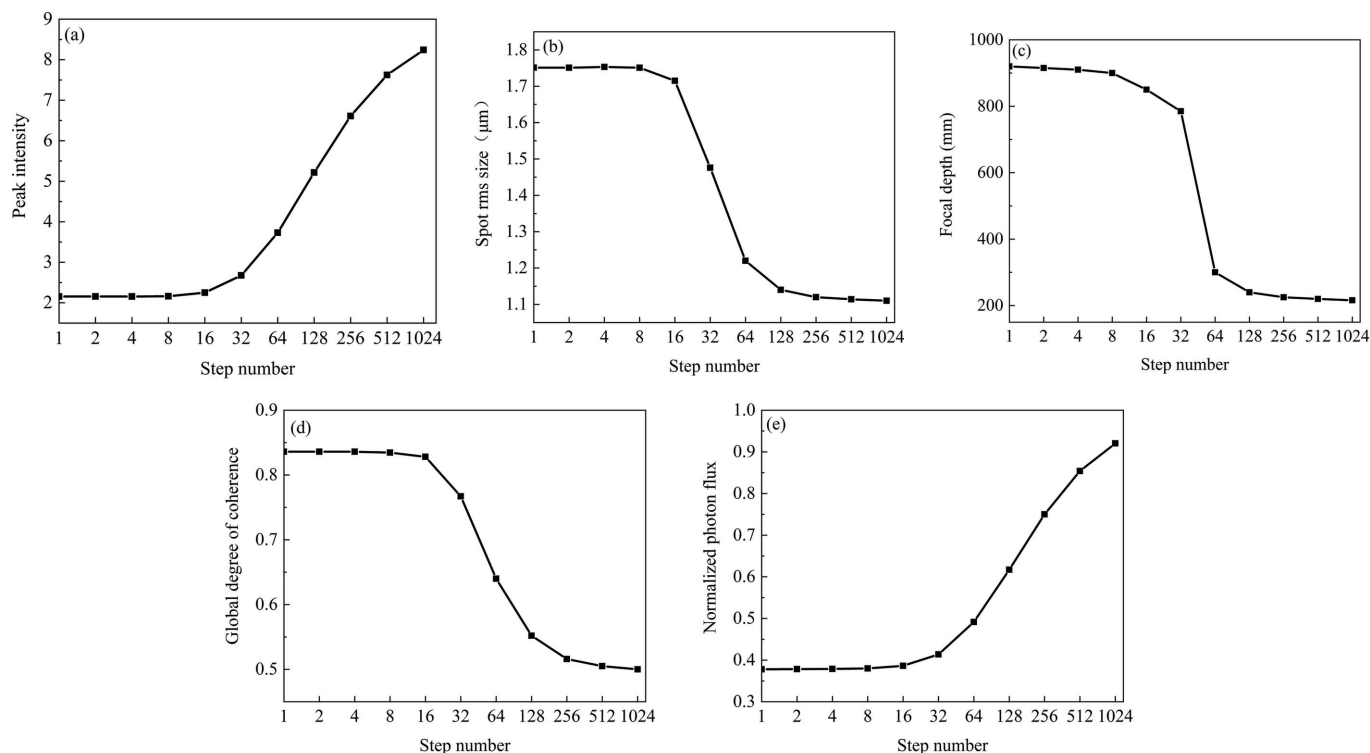 (a)
Peak intensity
9
8
7
6
5
4
3
2
1 2 4 8 16 32 64 128 256 512 1024
Step number
(b)
Spot rms size（μm）
1.8
1.7
1.6
1.5
1.4
1.3
1.2
1.1
1 2 4 8 16 32 64 128 256 512 1024
Step number
(c)
Focal depth (mm)
1000
800
600
400
200
1 2 4 8 16 32 64 128 256 512 1024
Step number
(d)
Global degree of coherence
0.9
0.8
0.7
0.6
0.5
1 2 4 8 16 32 64 128 256 512 1024
Step number
(e)
Normalized photon flux
1.0
0.9
0.8
0.7
0.6
0.5
0.4
0.3
1 2 4 8 16 32 64 128 256 512 1024
Step number